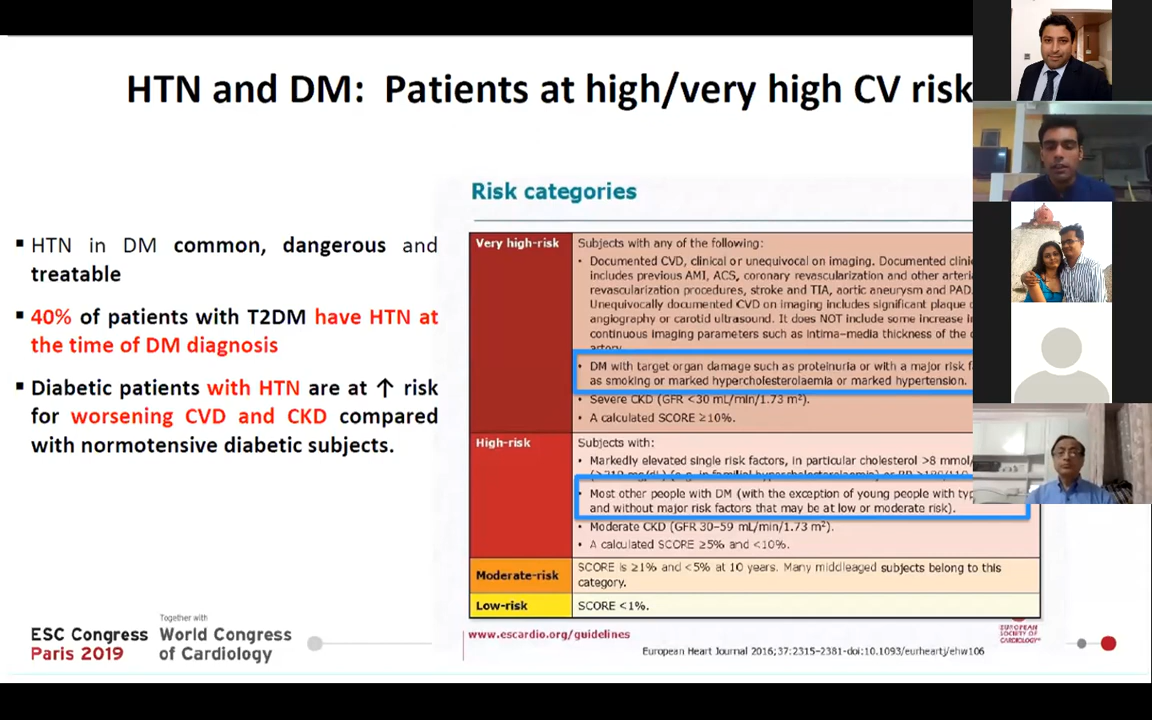 HTN and DM: Patients at high/very high CV risk
Risk categories
▪ HTN in DM common, dangerous and
treatable
▪ 40% of patients with T2DM have HTN at
the time of DM diagnosis
▪ Diabetic patients with HTN are at ↑ risk
for worsening CVD and CKD compared
with normotensive diabetic subjects.
Very high-risk
Subjects with any of the following:
• Documented CVD, clinical or unequivocal on imaging. Documented
includes previous AMI, ACS, coronary revascularization and other
revascularization procedures, stroke and TIA, aortic aneurysm and PAD.
Unequivocally documented CVD on imaging includes significant plaque
angiography or carotid ultrasound. It does NOT include some increase
continuous imaging parameters such as intima–media thickness of the
artery.
• DM with target organ damage such as proteinuria or with a major risk
as smoking or marked hypercholesterolaemia or marked hypertension.
• Severe CKD (GFR <30 mL/min/1.73 m²).
• A calculated SCORE ≥10%.
High-risk
Subjects with:
• Markedly elevated single risk factors, in particular cholesterol >8
• Most other people with DM (with the exception of young people with
and without major risk factors that may be at low or moderate risk).
• Moderate CKD (GFR 30–59 mL/min/1.73 m²).
• A calculated SCORE ≥5% and <10%.
Moderate-risk
SCORE is ≥1% and <5% at 10 years. Many middleaged subjects belong to this
category.
Low-risk
SCORE <1%.
ESC Congress
Paris 2019
Together with
World Congress
of Cardiology
www.escardio.org/guidelines
EUROPEAN
SOCIETY OF
CARDIOLOGY
European Heart Journal 2016;37:2315–2381-doi:10.1093/eurheartj/ehw106